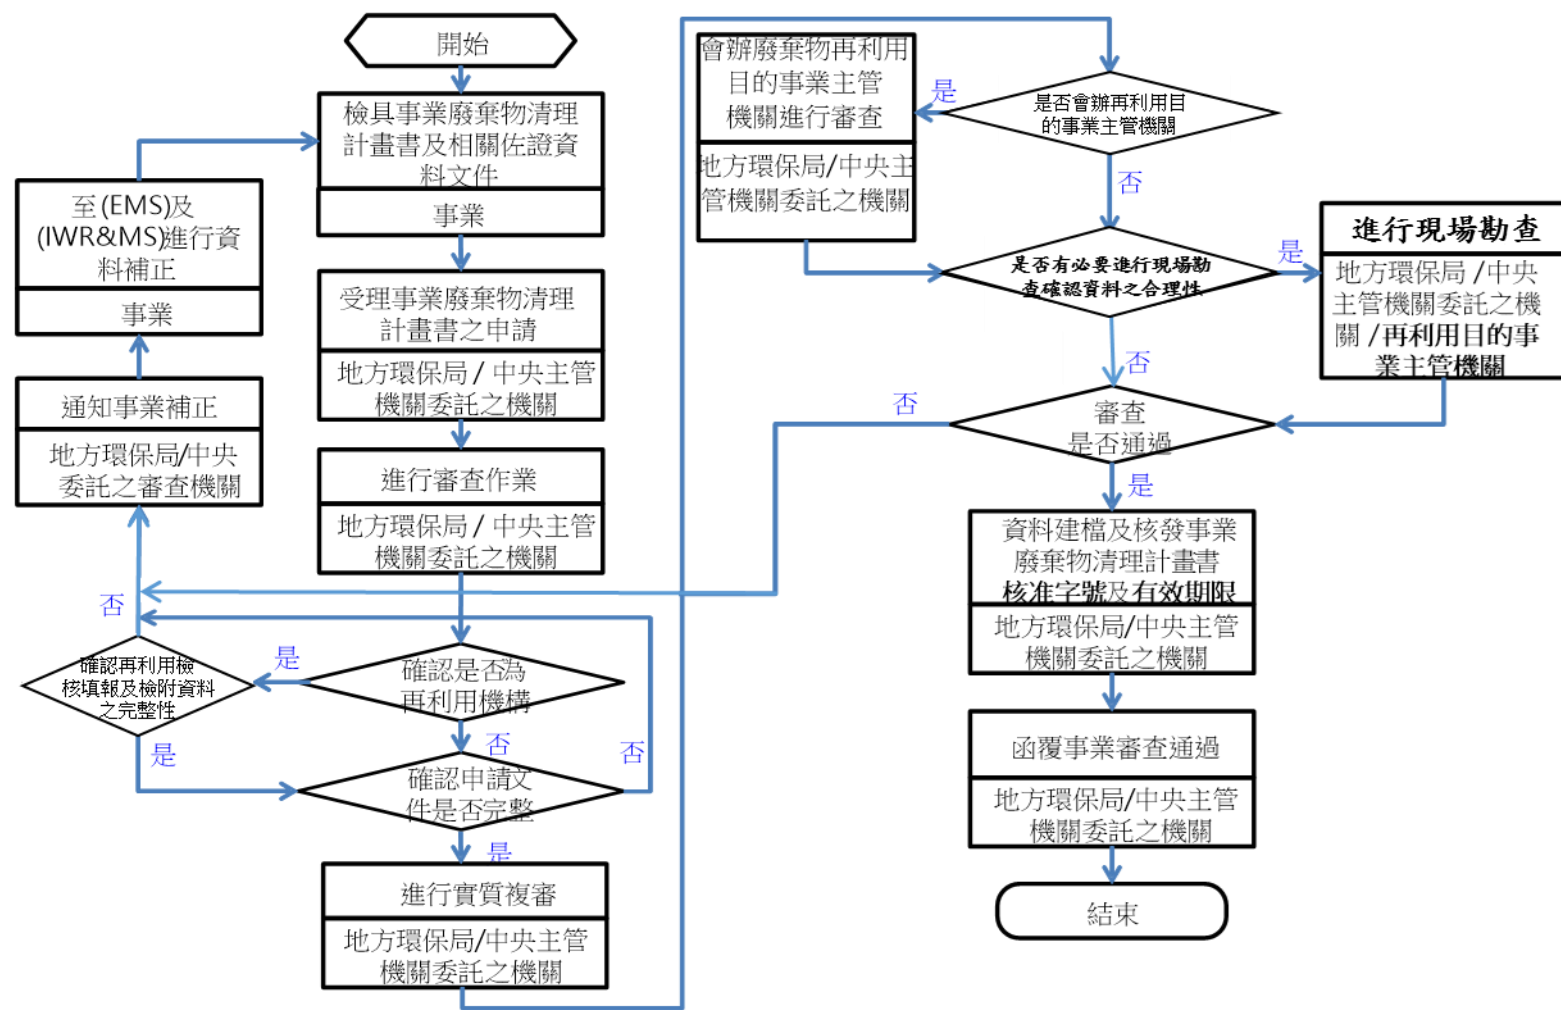 開始
檢具事業廢棄物清理
計畫書及相關佐證資
料文件
事業
受理事業廢棄物清理
計畫書之申請
地方環保局/ 中央主管
機關委託之機關
進行審查作業
地方環保局/ 中央主管
機關委託之機關
確認是否為
再利用機構
是
否
確認再利用檢
核填報及檢附資料
之完整性
否
是
確認申請文
件是否完整
否
是
進行實質複審
地方環保局/中央主管
機關委託之機關
通知事業補正
地方環保局/中央
委託之審查機關
至(EMS)及
(IWR&MS)進行資
料補正
事業
是否會辦再利用目
的事業主管機關
是
否
會辦廢棄物再利用
目的事業主管
機關進行審查
地方環保局/中央主
管機關委託之機關
是否有必要進行現場勘
查確認資料之合理性
是
否
進行現場勘查
地方環保局 /中央
主管機關委託之機
關 /再利用目的事
業主管機關
審查
是否通過
否
是
資料建檔及核發事業
廢棄物清理計畫書
核准字號及有效期限
地方環保局/中央主管
機關委託之機關
函覆事業審查通過
地方環保局/中央主管
機關委託之機關
結束